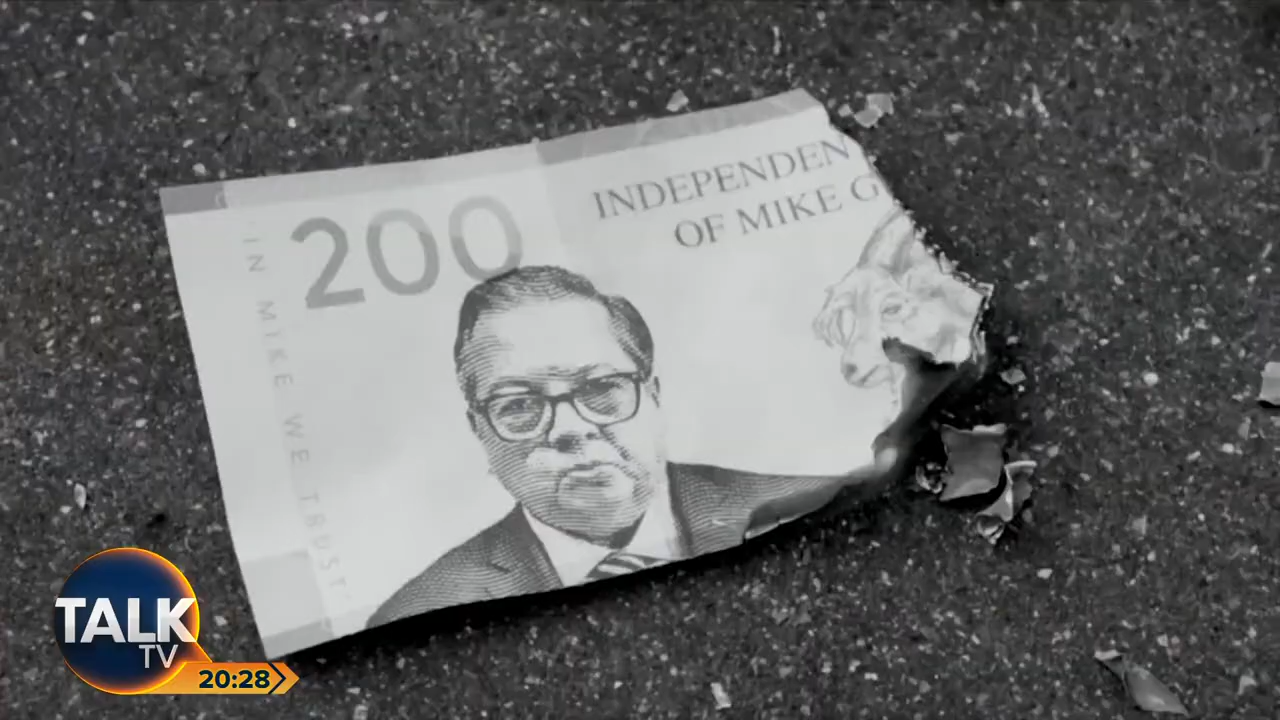 200
INDEPENDEN
OF MIKE G
IN MIKE WE TRUST
TALK
TV
20:28